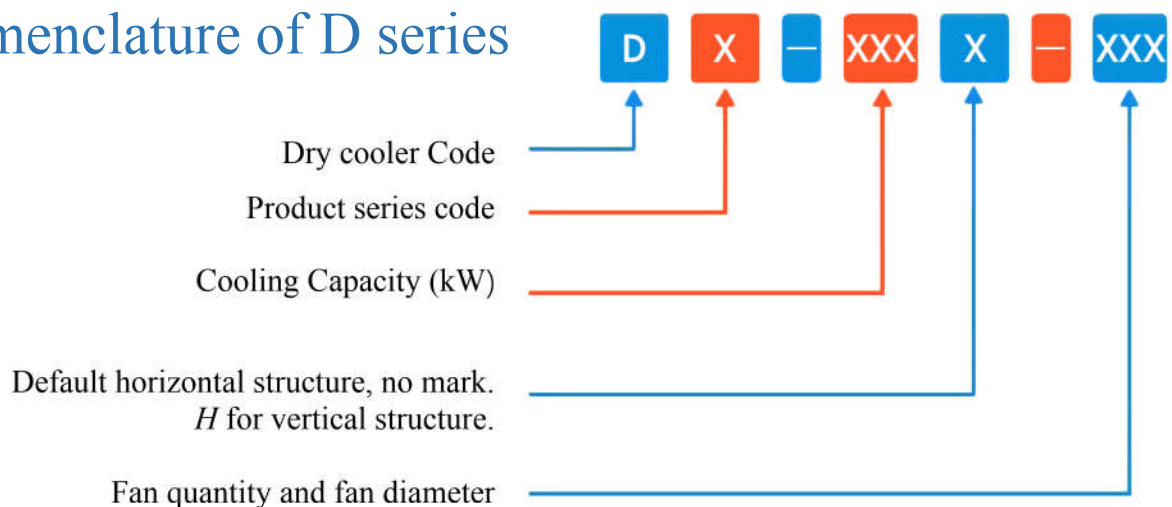 menclature of D series
D X — XXX X — XXX
Dry cooler Code
Product series code
Cooling Capacity (kW)
Default horizontal structure, no mark.
H for vertical structure.
Fan quantity and fan diameter